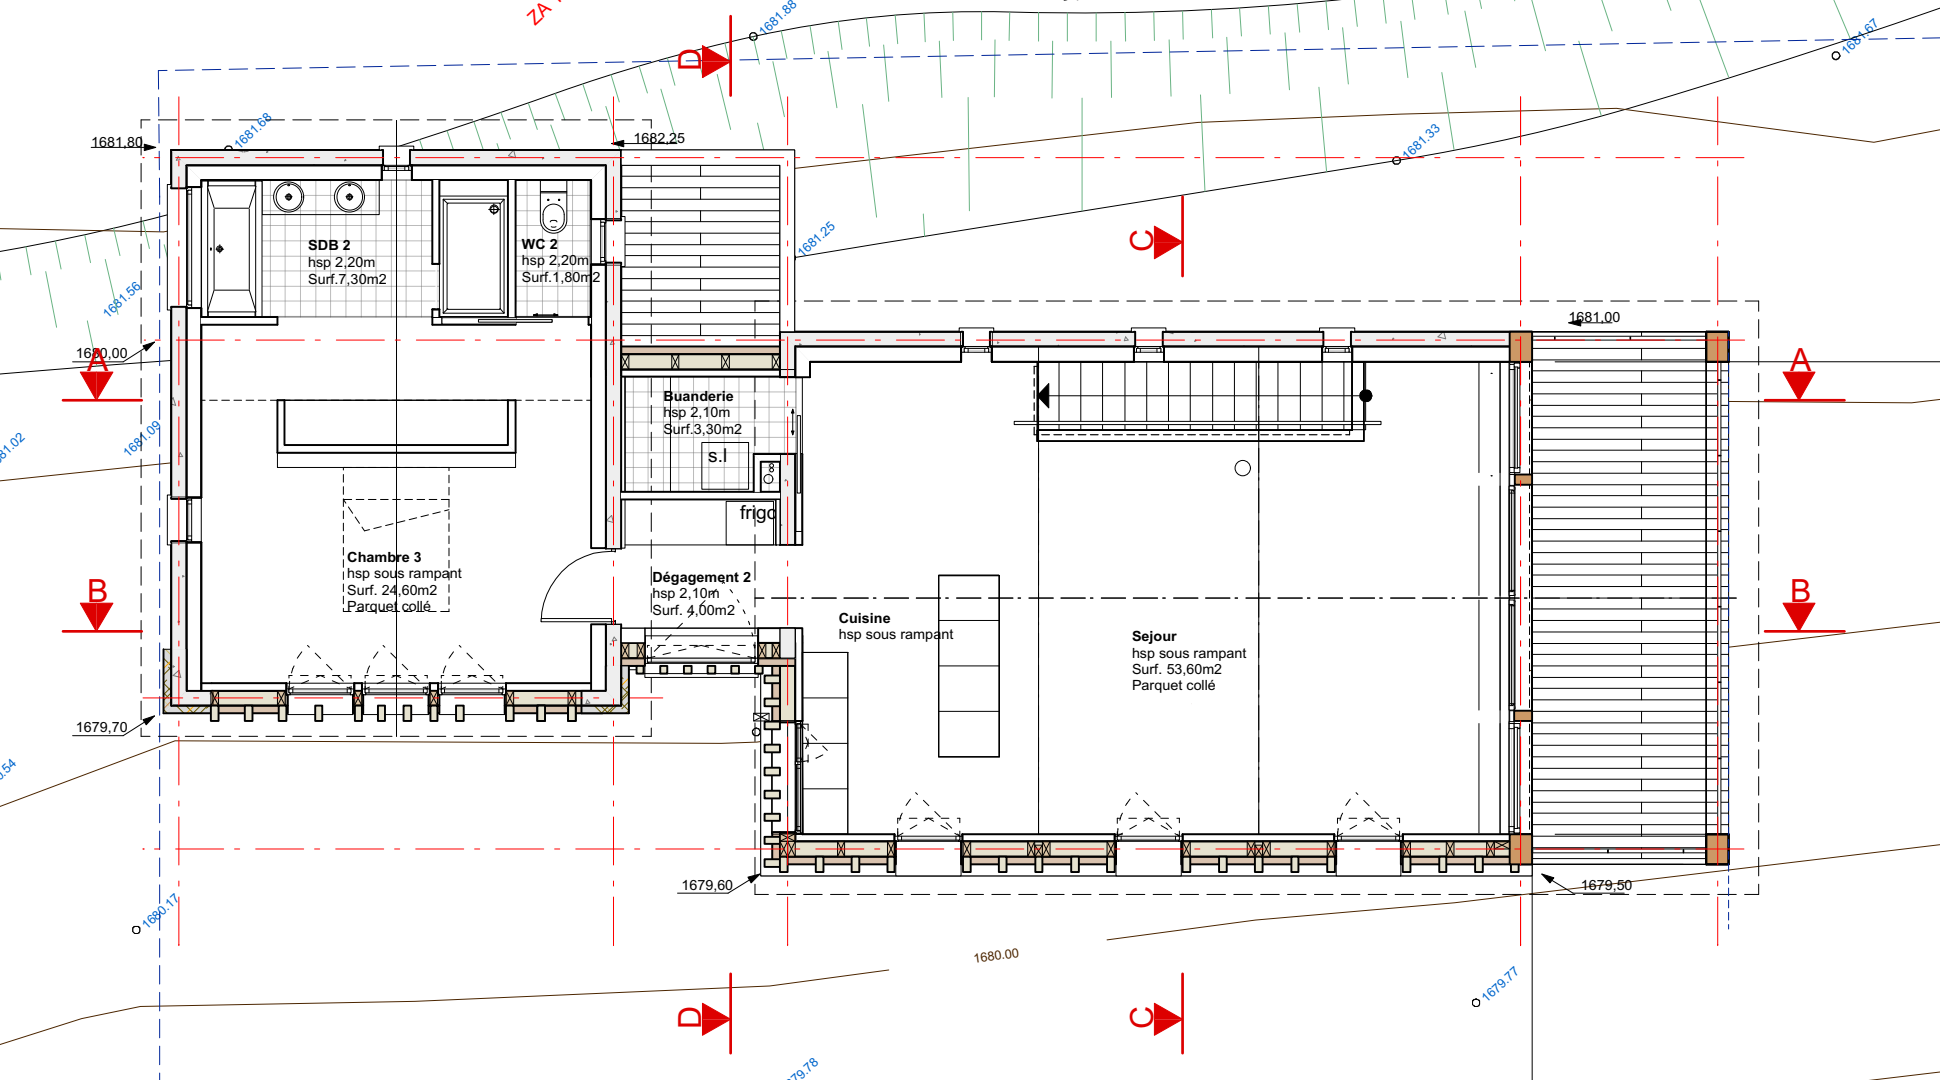 ZA
D
1681.88
1681.67
1681,80
1681.68
1682,25
1681.33
C
1681.25
SDB 2
hsp 2,20m
Surf.7,30m2
WC 2
hsp 2,20m
Surf.1,80m2
1681.56
1681,00
A
A
Buanderie
hsp 2,10m
Surf.3,30m2
s.l
1681.09
frigo
Chambre 3
hsp sous rampant
Surf. 24,60m2
Parquet collé
Dégagement 2
hsp 2,10m
Surf. 4,00m2
B
B
Cuisine
hsp sous rampant
Sejour
hsp sous rampant
Surf. 53,60m2
Parquet collé
1679,70
1679,60
1679,50
1680.17
1680.00
1679.77
D
C